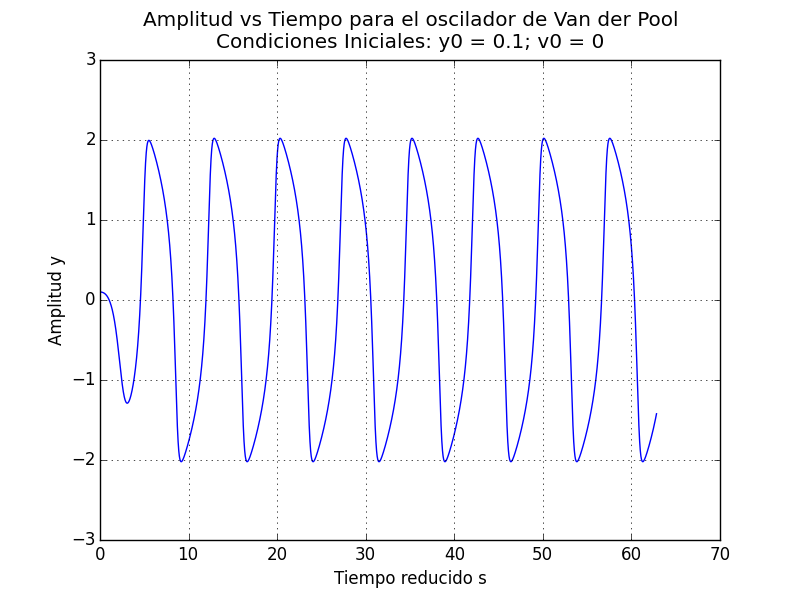 Amplitud vs Tiempo para el oscilador de Van der Pool
Condiciones Iniciales: y0 = 0.1; v0 = 0
3
2
1
0
−1
−2
−3
Amplitud y
0 10 20 30 40 50 60 70
Tiempo reducido s